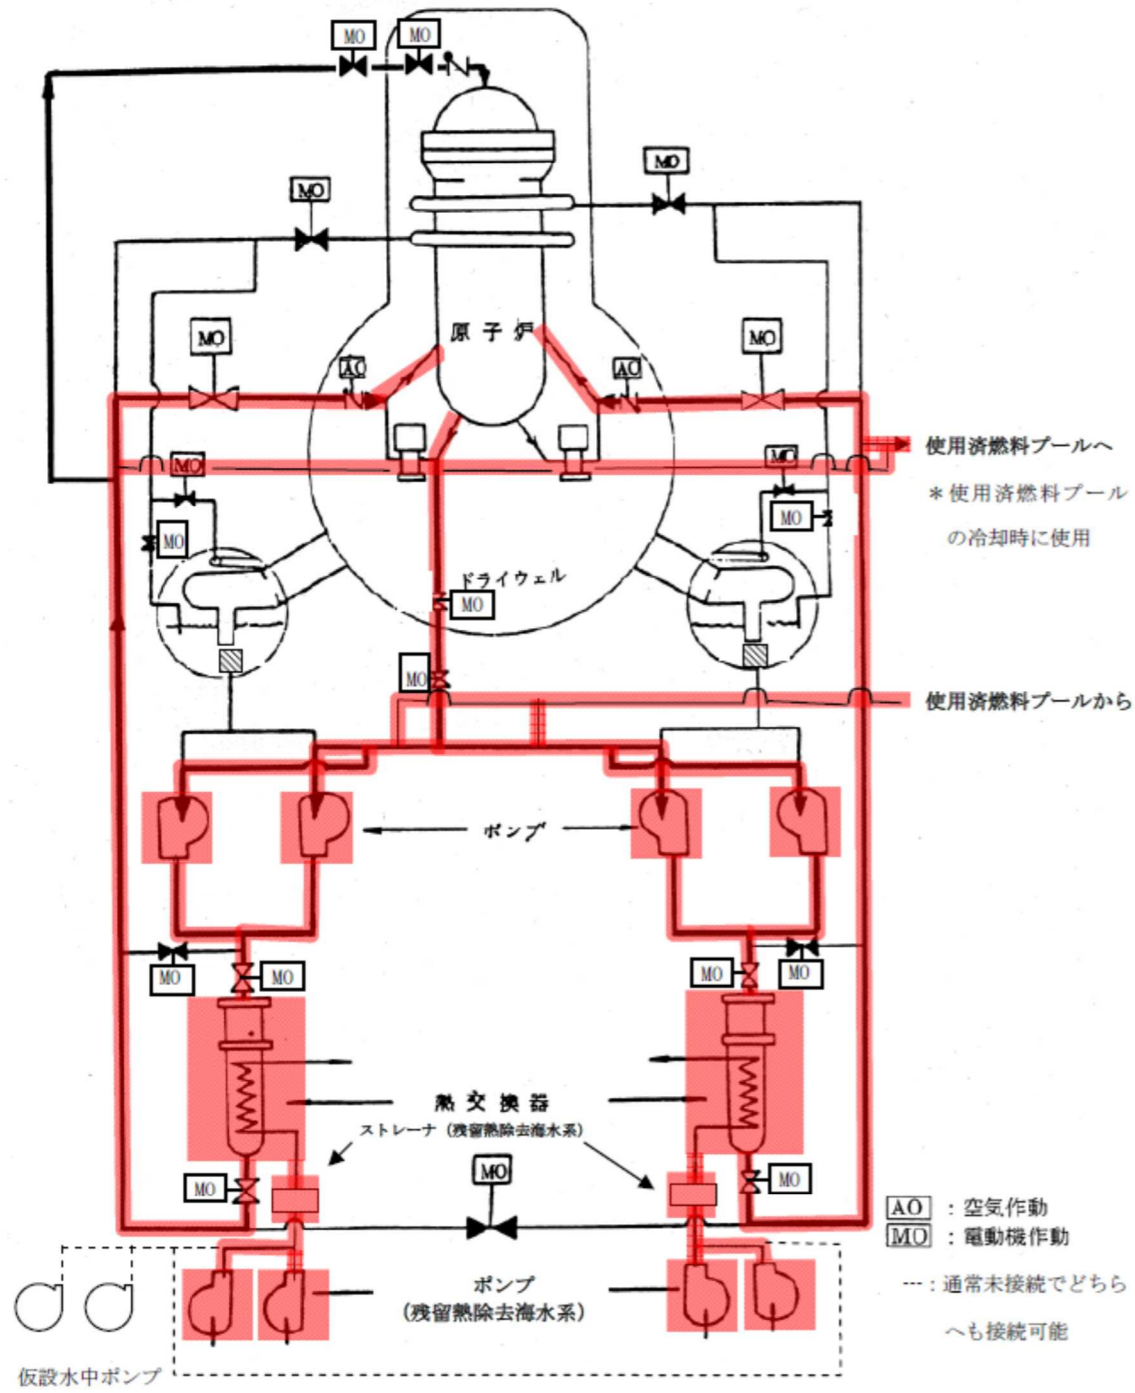 MO
MO
MO
MO
原子炉
MO
MO
AO
AO
使用済燃料プールへ
MO
MO
*使用済燃料プール
MO
MO
の冷却時に使用
ドライウェル
MO
MO
使用済燃料プールから
ポンプ
MO
MO
MO
MO
熱交換器
ストレーナ（残留熱除去海水系）
MO
MO
MO
AO : 空気作動
MO : 電動機作動
ポンプ
（残留熱除去海水系）
--- : 通常未接続でどちら
へも接続可能
仮設水中ポンプ